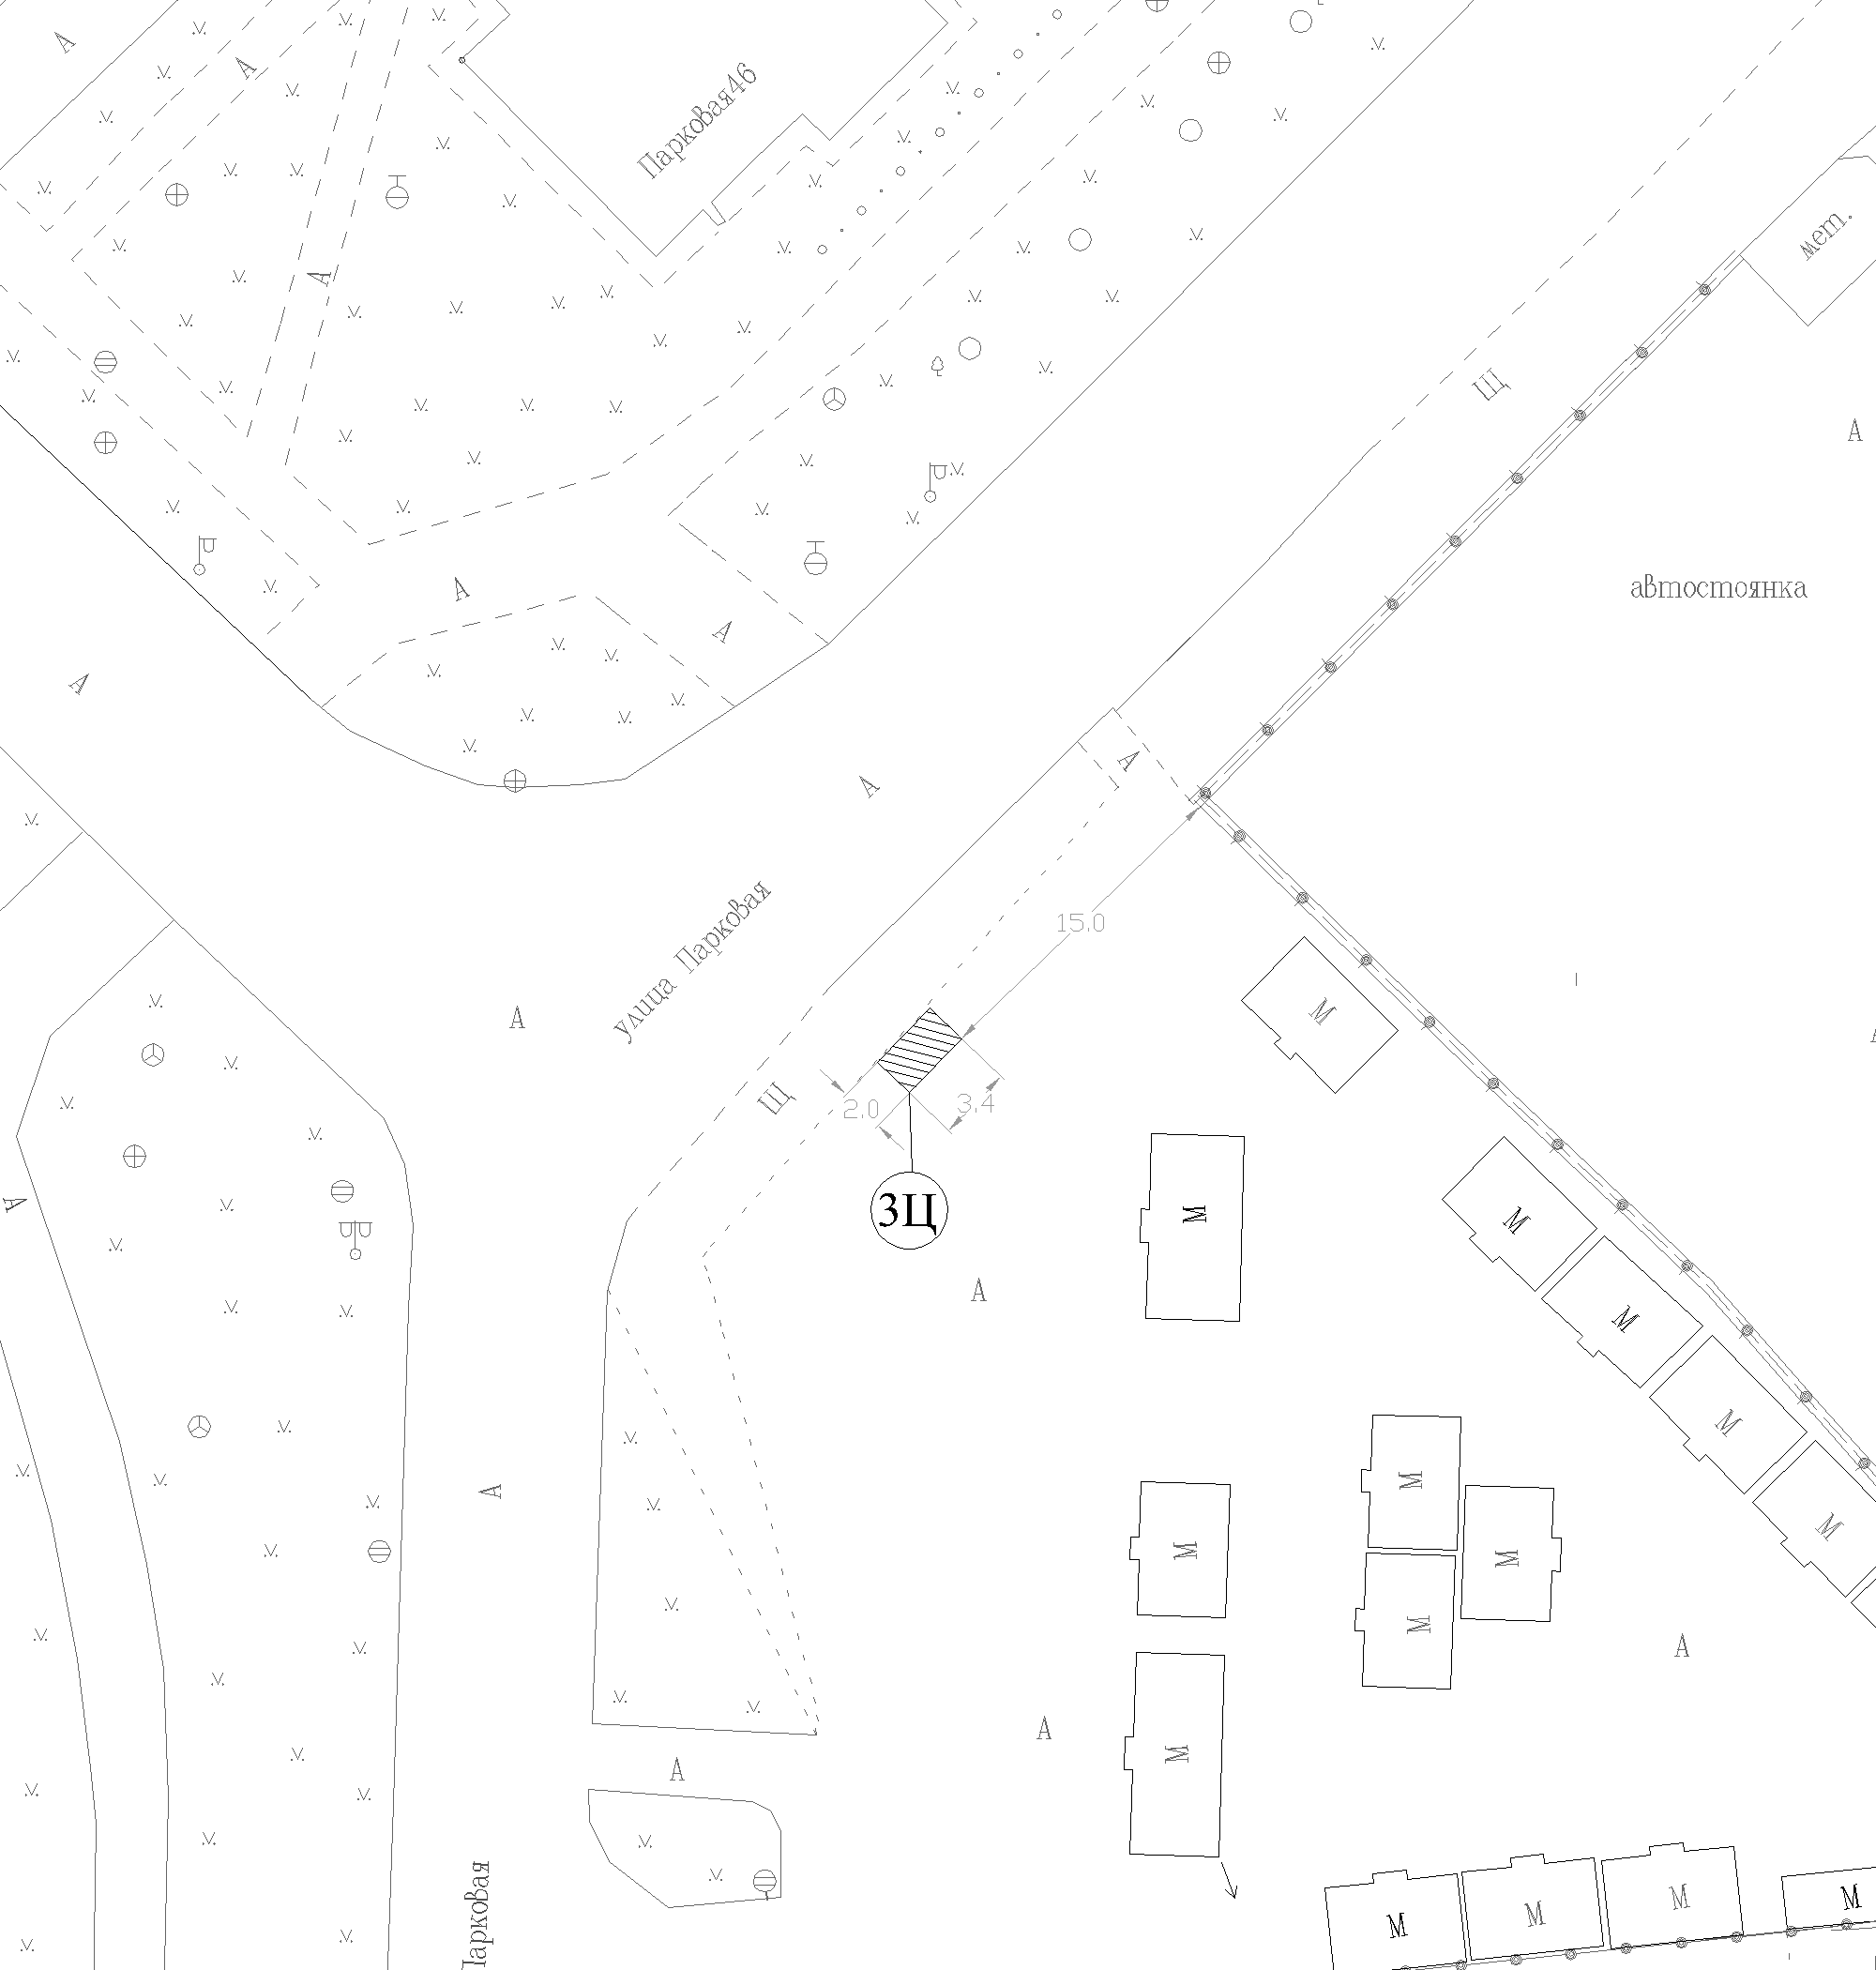 А
А
Парковая46
мет.
А
Щ
А
автостоянка
А
А
А
А
А
15.0
улица Парковая
М
А
Щ
2.0
3.4
А
3Ц
М
М
А
М
М
М
А
М
М
М
М
А
А
М
А
Парковая
М
М
М
М